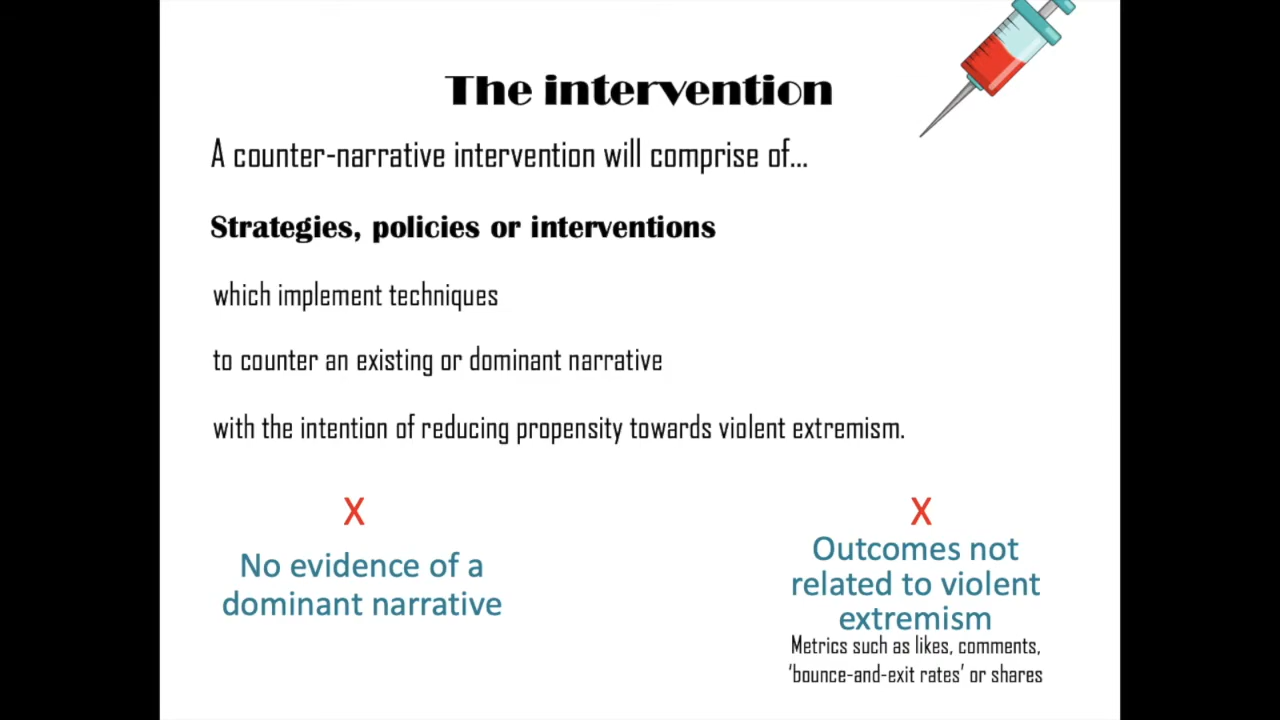 The intervention
A counter-narrative intervention will comprise of...
Strategies, policies or interventions
which implement techniques
to counter an existing or dominant narrative
with the intention of reducing propensity towards violent extremism.
X
No evidence of a
dominant narrative
X
Outcomes not
related to violent
extremism
Metrics such as likes, comments,
‘bounce-and-exit rates’ or shares